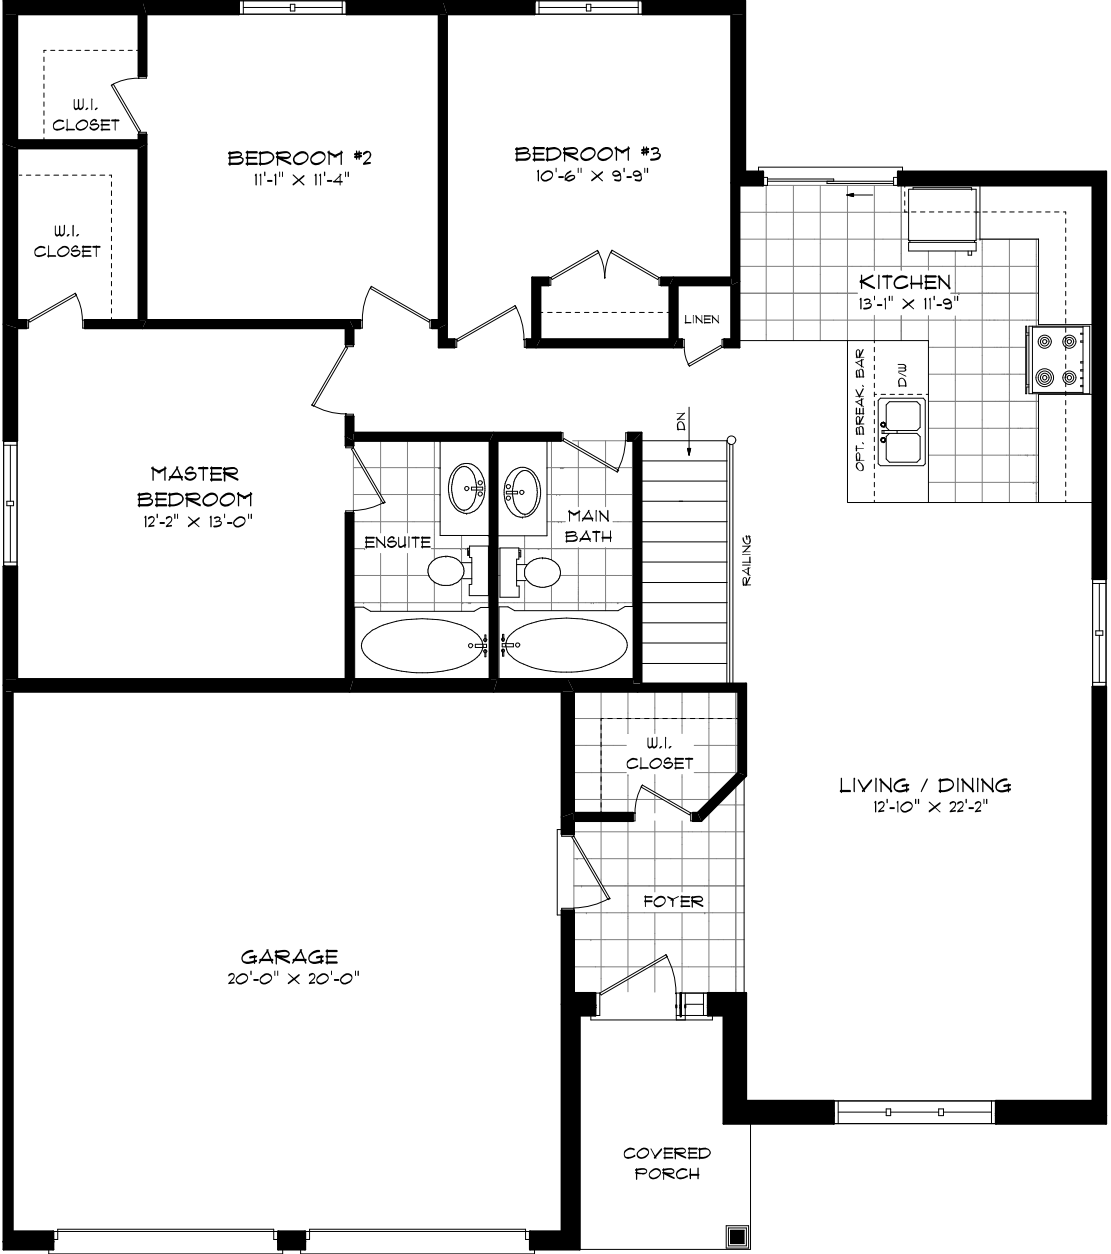 W.I.
CLOSET
BEDROOM #2
11'-1" X 11'-4"
BEDROOM #3
10'-6" X 9'-9"
W.I.
CLOSET
KITCHEN
13'-1" X 11'-9"
LINEN
OPT. BREAK. BAR
D/W
DN
MASTER
BEDROOM
12'-2" X 13'-0"
ENSUITE
MAIN
BATH
RAILING
W.I.
CLOSET
LIVING / DINING
12'-10" X 22'-2"
FOYER
GARAGE
20'-0" X 20'-0"
COVERED
PORCH